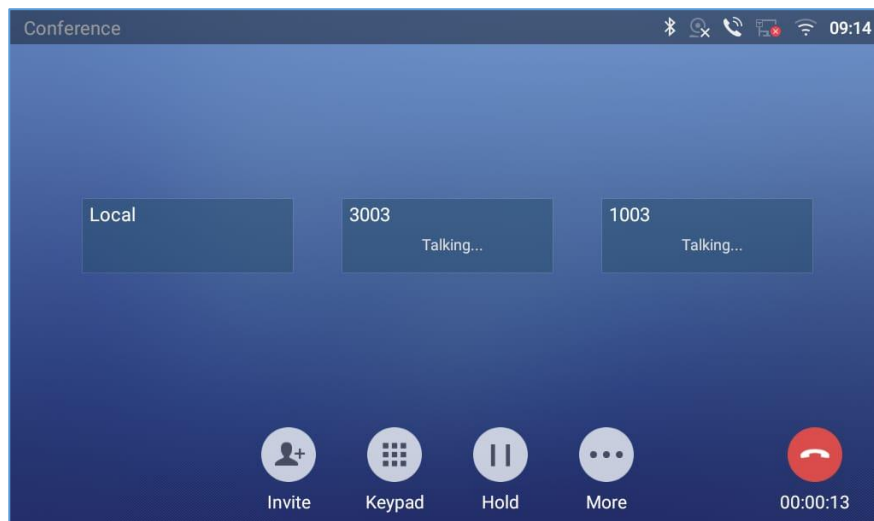 Conference 09:14
Local 3003 1003
Talking... Talking...
Invite Keypad Hold More 00:00:13